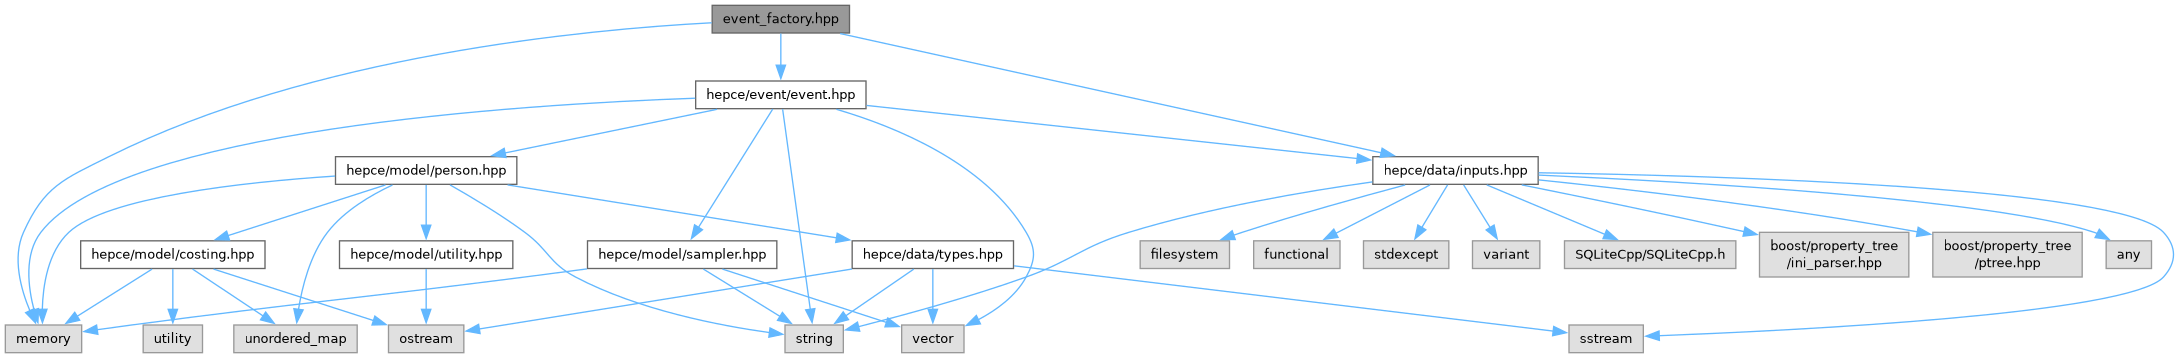 event_factory.hpp
hepce/event/event.hpp
hepce/model/person.hpp
hepce/data/inputs.hpp
hepce/model/costing.hpp
hepce/model/utility.hpp
hepce/model/sampler.hpp
hepce/data/types.hpp
filesystem
functional
stdexcept
variant
SQLiteCpp/SQLiteCpp.h
boost/property_tree
/ini_parser.hpp
boost/property_tree
/ptree.hpp
any
memory
utility
unordered_map
ostream
string
vector
sstream